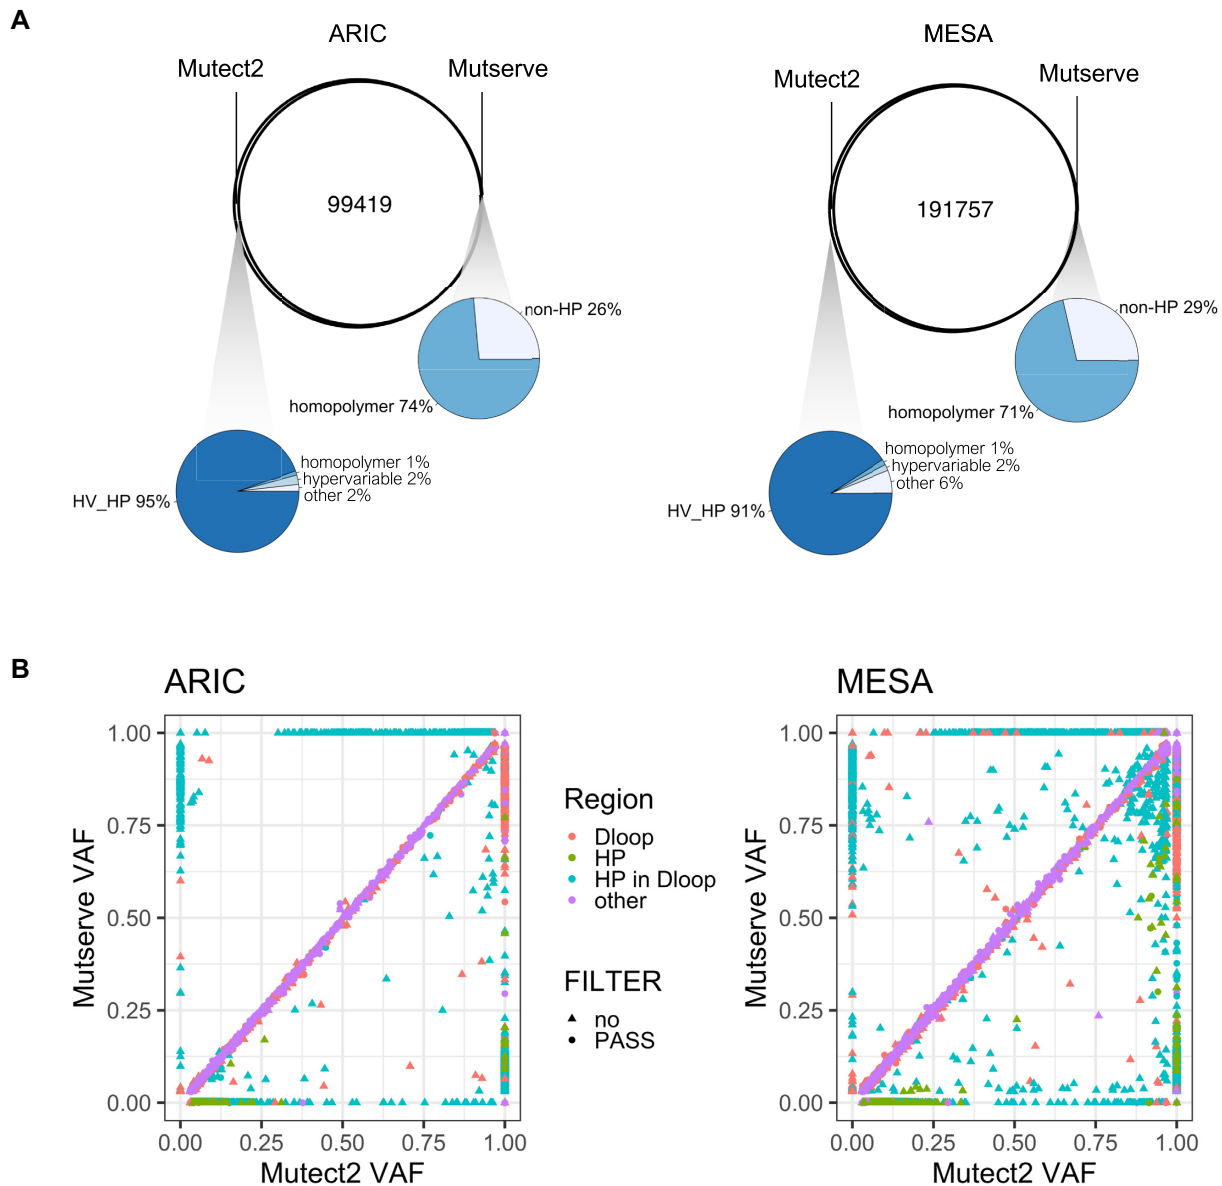 A
ARIC
Mutect2
Mutserve
99419
non-HP 26%
homopolymer 74%
homopolymer 1%
hypervariable 2%
other 2%
HV_HP 95%
MESA
Mutect2
Mutserve
191757
non-HP 29%
homopolymer 71%
homopolymer 1%
hypervariable 2%
other 6%
HV_HP 91%
B
ARIC
Mutserve VAF
1.00
0.75
0.50
0.25
0.00
0.00 0.25 0.50 0.75 1.00
Mutect2 VAF
Region
Dloop
HP
HP in Dloop
other
FILTER
no
PASS
MESA
Mutserve VAF
1.00
0.75
0.50
0.25
0.00
0.00 0.25 0.50 0.75 1.00
Mutect2 VAF